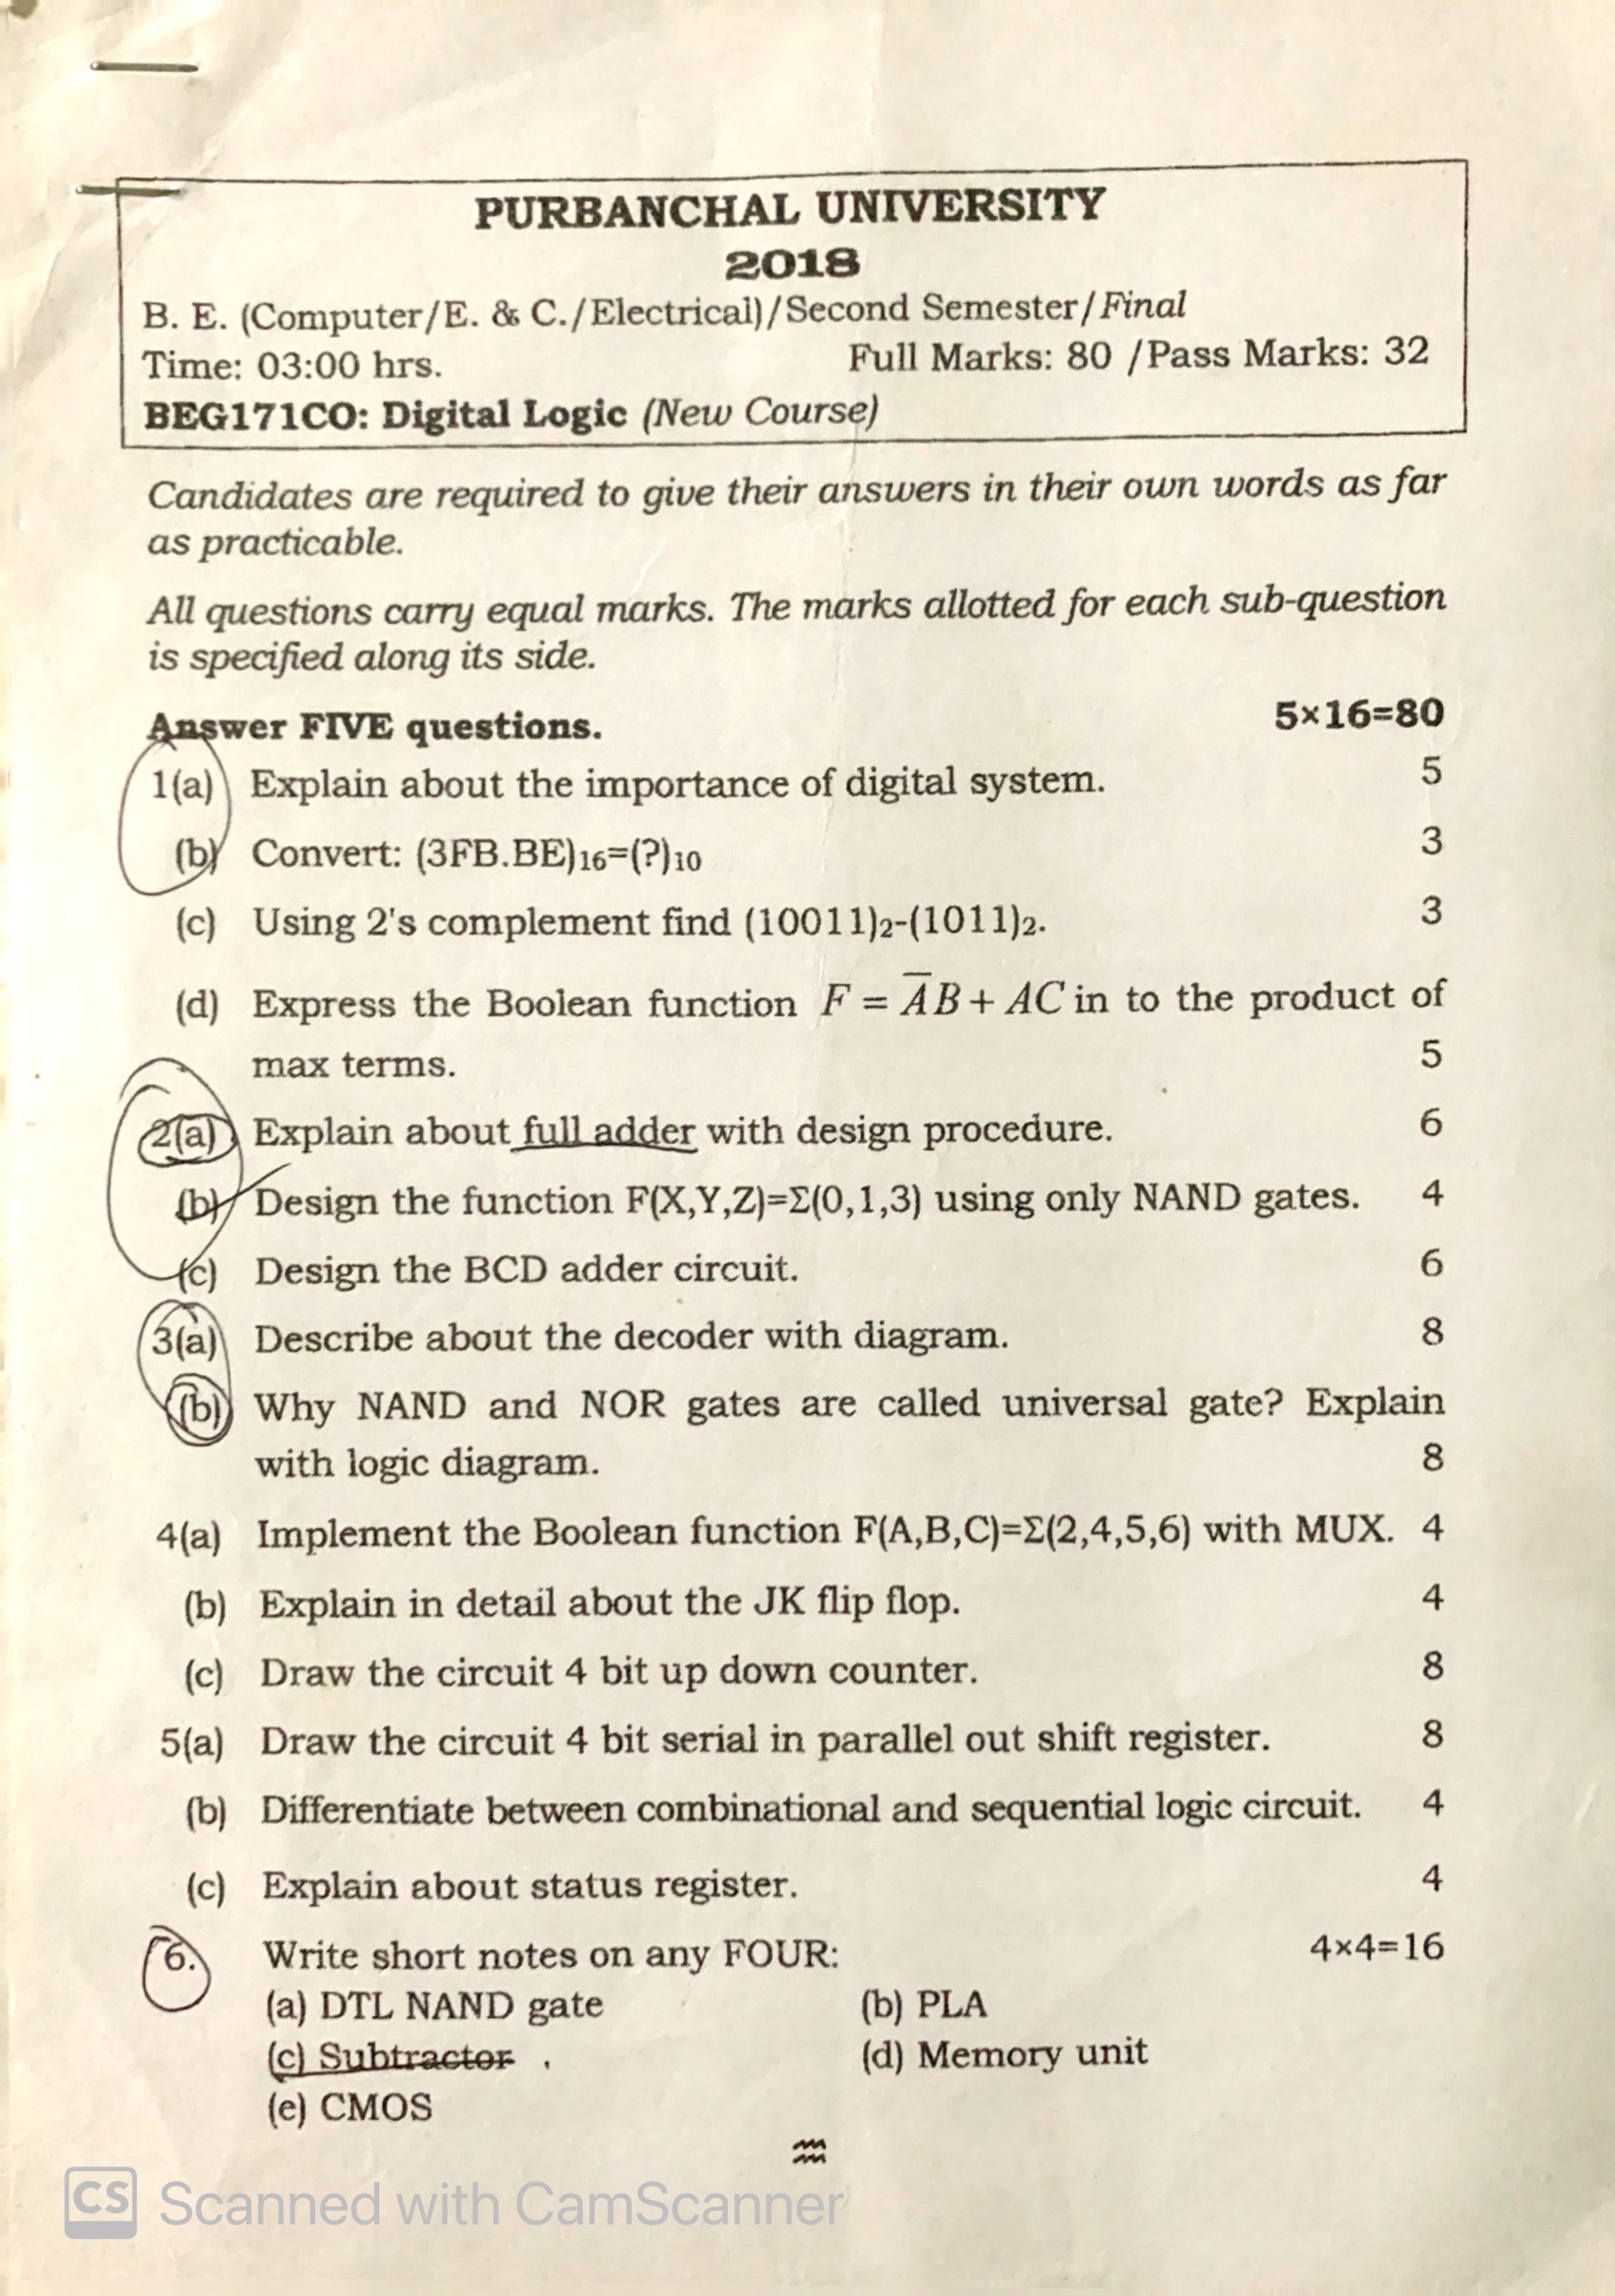 PURBANCHAL UNIVERSITY
2018
B. E. (Computer/E. & C./Electrical)/Second Semester/Final
Time: 03:00 hrs. Full Marks: 80 /Pass Marks: 32
BEG171CO: Digital Logic (New Course)
Candidates are required to give their answers in their own words as far
as practicable.
All questions carry equal marks. The marks allotted for each sub-question
is specified along its side.
Answer FIVE questions. 5×16=80
1(a) Explain about the importance of digital system. 5
(b) Convert: (3FB.BE)₁₆=(?)₁₀ 3
(c) Using 2's complement find (10011)₂-(1011)₂. 3
(d) Express the Boolean function F = A̅B + AC in to the product of
max terms. 5
2(a) Explain about full adder with design procedure. 6
(b) Design the function F(X,Y,Z)=Σ(0,1,3) using only NAND gates. 4
(c) Design the BCD adder circuit. 6
3(a) Describe about the decoder with diagram. 8
(b) Why NAND and NOR gates are called universal gate? Explain
with logic diagram. 8
4(a) Implement the Boolean function F(A,B,C)=Σ(2,4,5,6) with MUX. 4
(b) Explain in detail about the JK flip flop. 4
(c) Draw the circuit 4 bit up down counter. 8
5(a) Draw the circuit 4 bit serial in parallel out shift register. 8
(b) Differentiate between combinational and sequential logic circuit. 4
(c) Explain about status register. 4
6. Write short notes on any FOUR: 4×4=16
(a) DTL NAND gate (b) PLA
(c) Subtractor (d) Memory unit
(e) CMOS
CS Scanned with CamScanner